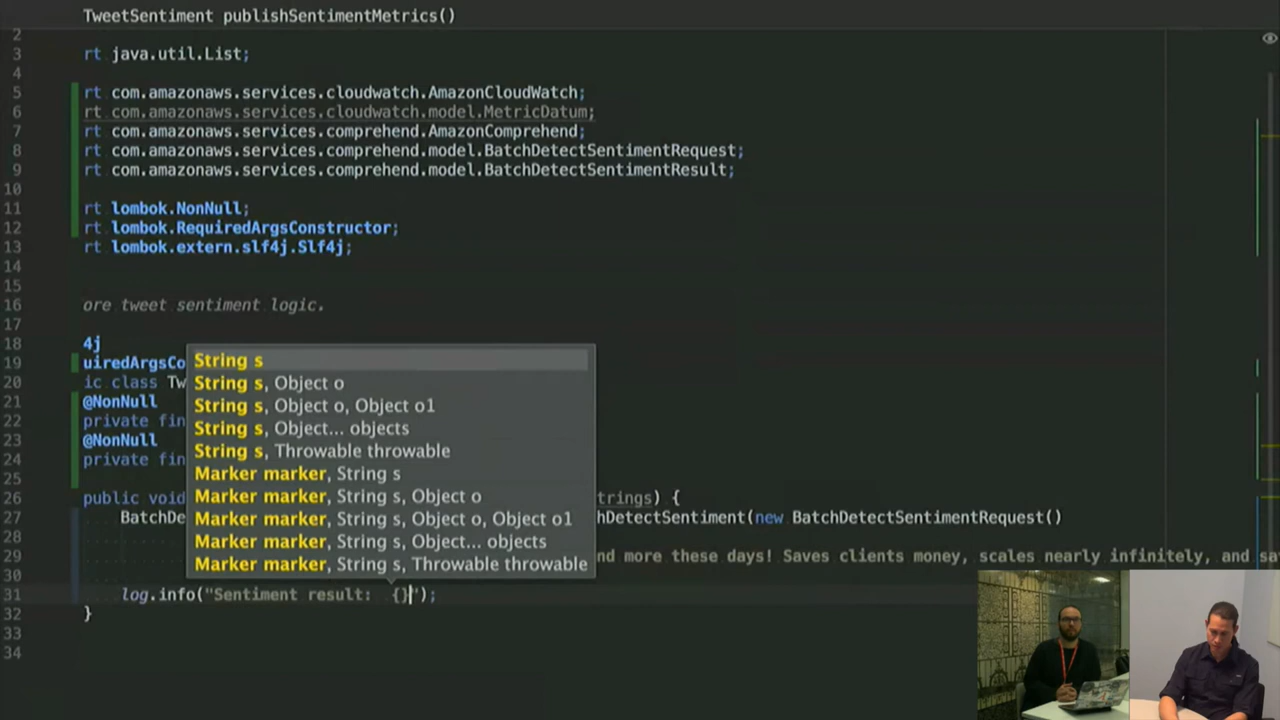 TweetSentiment publishSentimentMetrics()
2
3 rt java.util.List;
4
5 rt com.amazonaws.services.cloudwatch.AmazonCloudWatch;
6 rt com.amazonaws.services.cloudwatch.model.MetricDatum;
7 rt com.amazonaws.services.comprehend.AmazonComprehend;
8 rt com.amazonaws.services.comprehend.model.BatchDetectSentimentRequest;
9 rt com.amazonaws.services.comprehend.model.BatchDetectSentimentResult;
10
11 rt lombok.NonNull;
12 rt lombok.RequiredArgsConstructor;
13 rt lombok.extern.slf4j.Slf4j;
14
15
16 ore tweet sentiment logic.
17
18 4j
19 uiredArgsCo
20 ic class Tw
21 @NonNull
22 private fin
23 @NonNull
24 private fin
25
26 public void trings) {
27 BatchDe hDetectSentiment(new BatchDetectSentimentRequest()
28
29 nd more these days! Saves clients money, scales nearly infinitely, and sa
30
31 log.info("Sentiment result: {}");
32 }
33
34
String s
String s, Object o
String s, Object o, Object o1
String s, Object... objects
String s, Throwable throwable
Marker marker, String s
Marker marker, String s, Object o
Marker marker, String s, Object o, Object o1
Marker marker, String s, Object... objects
Marker marker, String s, Throwable throwable